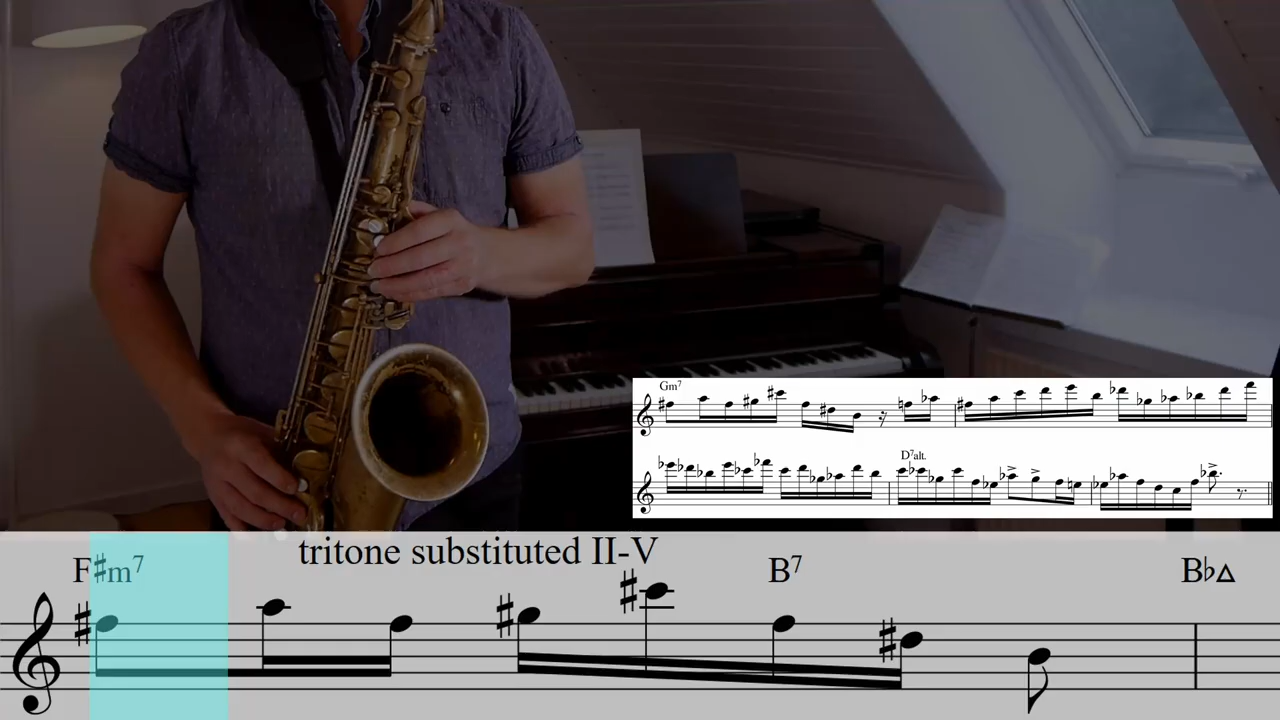 Gm7
D7alt.
tritone substituted II-V
F♯m7 B7 B♭△